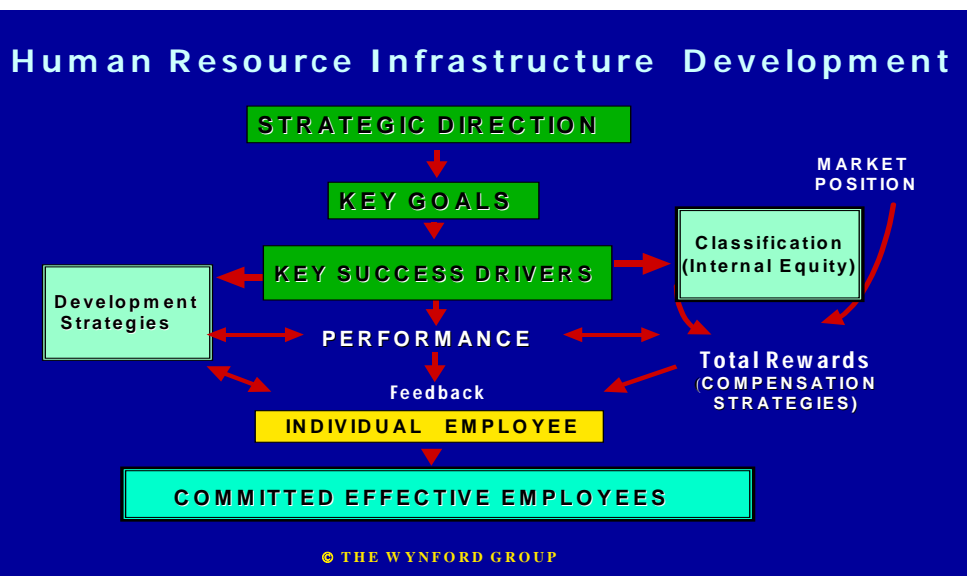 Human Resource Infrastructure Development
STRATEGIC DIRECTION
MARKET
POSITION
KEY GOALS
Classification
(Internal Equity)
KEY SUCCESS DRIVERS
Development
Strategies
PERFORMANCE
Total Rewards
(COMPENSATION
STRATEGIES)
Feedback
INDIVIDUAL EMPLOYEE
COMMITTED EFFECTIVE EMPLOYEES
© THE WYNFORD GROUP